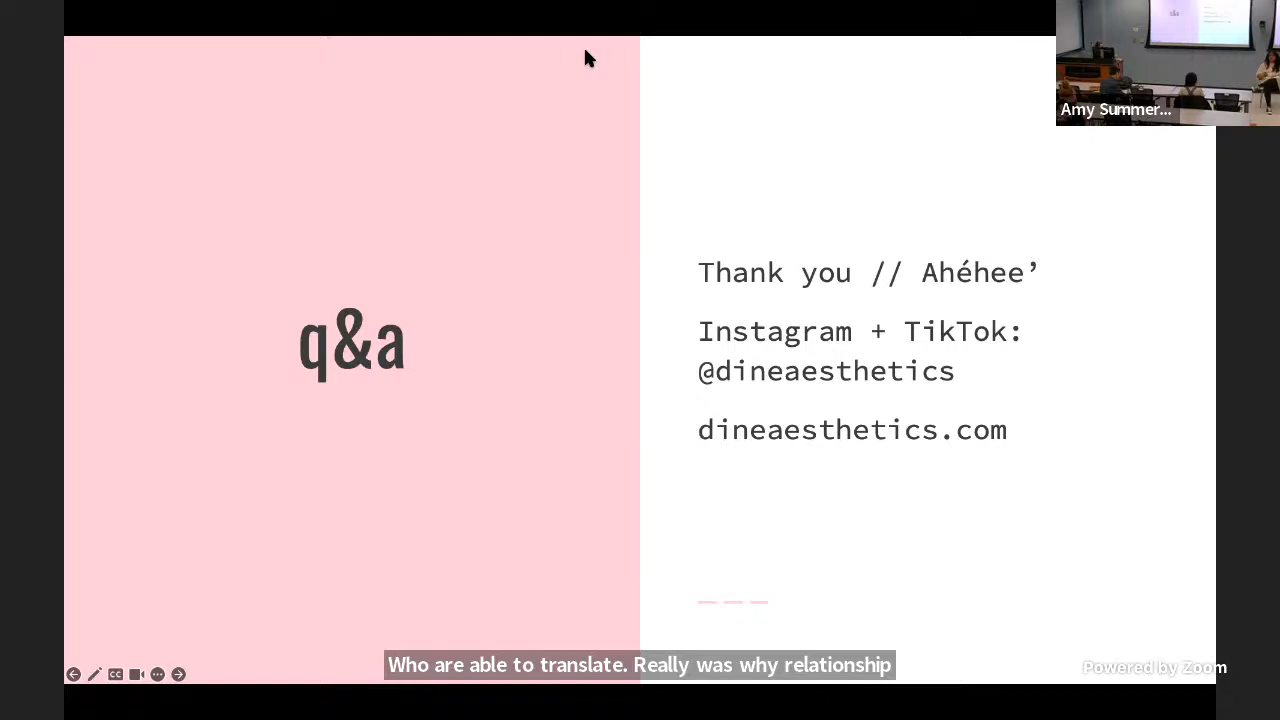 q&a
Thank you // Ahéhee’
Instagram + TikTok:
@dineaesthetics
dineaesthetics.com
Amy Summer...
Who are able to translate. Really was why relationship
Powered by Zoom